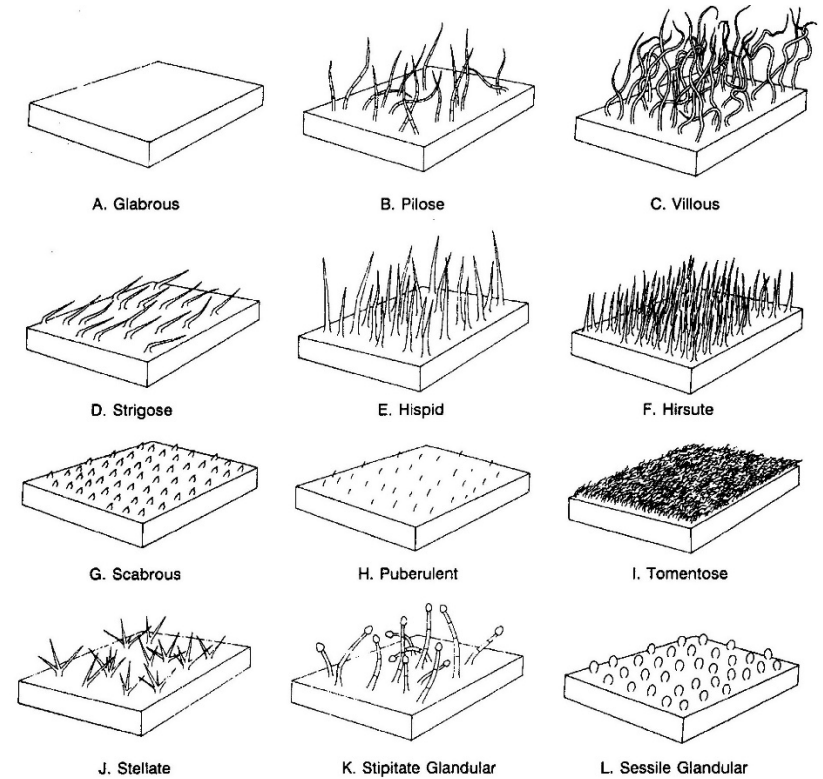 A. Glabrous
B. Pilose
C. Villous
D. Strigose
E. Hispid
F. Hirsute
G. Scabrous
H. Puberulent
I. Tomentose
J. Stellate
K. Stipitate Glandular
L. Sessile Glandular